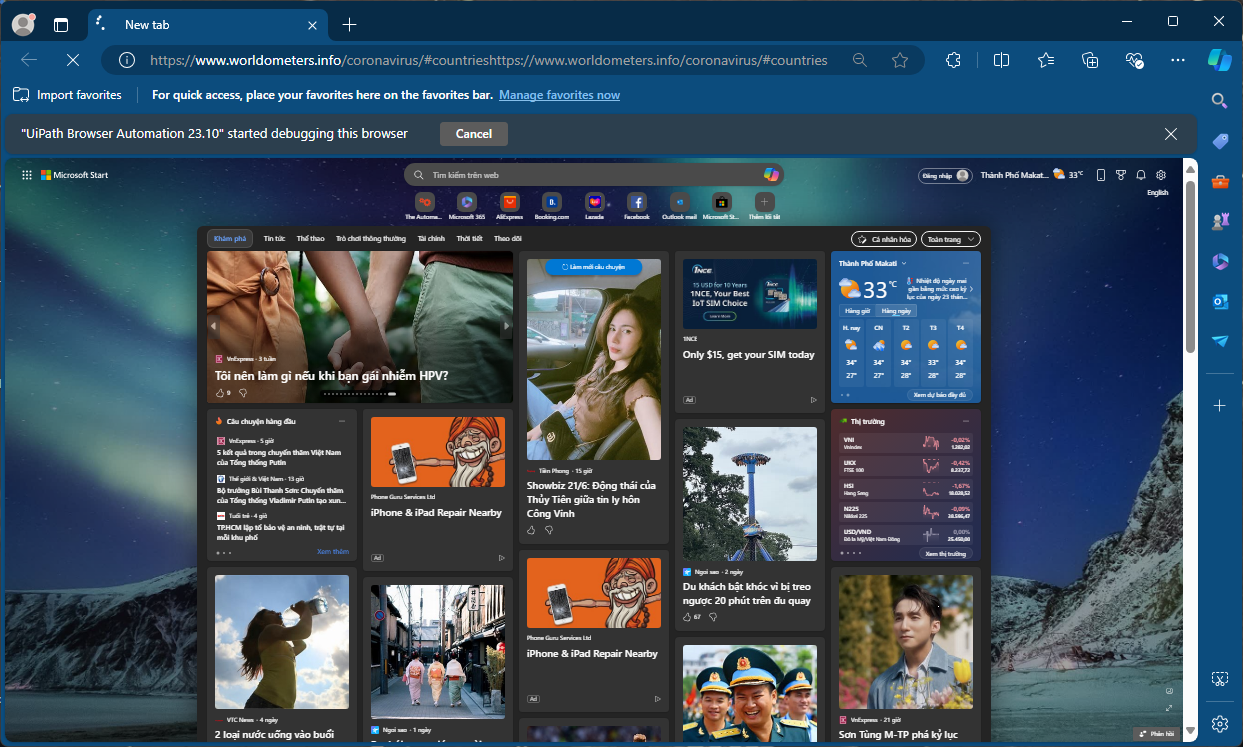 New tab
https://www.worldometers.info/coronavirus/#countrieshttps://www.worldometers.info/coronavirus/#countries
Import favorites
For quick access, place your favorites here on the favorites bar. Manage favorites now
"UiPath Browser Automation 23.10" started debugging this browser
Cancel
Microsoft Start
Tìm kiếm trên web
Đăng nhập
Thành Phố Makat... 33°C
English
The Automa...
Microsoft 365
AliExpress
Booking.com
Lazada
Facebook
Outlook mail
Microsoft St...
Thêm lối tắt
Khám phá
Tin tức
Thể thao
Trò chơi thông thường
Tài chính
Thời tiết
Theo dõi
Cá nhân hóa
Toàn trang
VnExpress · 3 tuần
Tôi nên làm gì nếu khi bạn gái nhiễm HPV?
9
Làm mới câu chuyện
Tiền Phong · 15 giờ
Showbiz 21/6: Động thái của
Thủy Tiên giữa tin ly hôn
Công Vinh
1NCE
15 USD for 10 Years
1NCE, Your Best
IoT SIM Choice
Learn More
1NCE
Only $15, get your SIM today
Ad
Thành Phố Makati
33°C
Nhiệt độ ngày mai
gần bằng mức cao kỷ
lục của ngày 23 thán...
Hàng giờ
Hàng ngày
H. nay CN T2 T3 T4
34° 34° 34° 33° 34°
27° 27° 28° 28° 28°
Xem dự báo đầy đủ
Câu chuyện hàng đầu
VnExpress · 5 giờ
5 kết quả trong chuyến thăm Việt Nam
của Tổng thống Putin
Thế giới & Việt Nam · 13 giờ
Bộ trưởng Bùi Thanh Sơn: Chuyến thăm
của Tổng thống Vladimir Putin tạo xun...
Tuổi trẻ · 4 giờ
TP.HCM lập tổ bảo vệ an ninh, trật tự tại
mỗi khu phố
Xem thêm
Phone Guru Services Ltd
iPhone & iPad Repair Nearby
Ad
Ngoi sao · 2 ngày
Du khách bật khóc vì bị treo
ngược 20 phút trên đu quay
67
Thị trường
VNI -0,02%
VnIndex 1.282,02
UKX -0,42%
FTSE 100 8.237,72
HSI -1,67%
Hang Seng 18.028,52
N225 -0,09%
Nikkei 225 38.596,47
USD/VND 0,00%
Đô la Mỹ/Việt Nam Đồng 25.450,00
Xem thị trường
Phone Guru Services Ltd
iPhone & iPad Repair Nearby
Ad
VTC News · 4 ngày
2 loại nước uống vào buổi
Ngoi sao · 1 ngày
VnExpress · 21 giờ
Sơn Tùng M-TP phá kỷ lục
Phản hồi